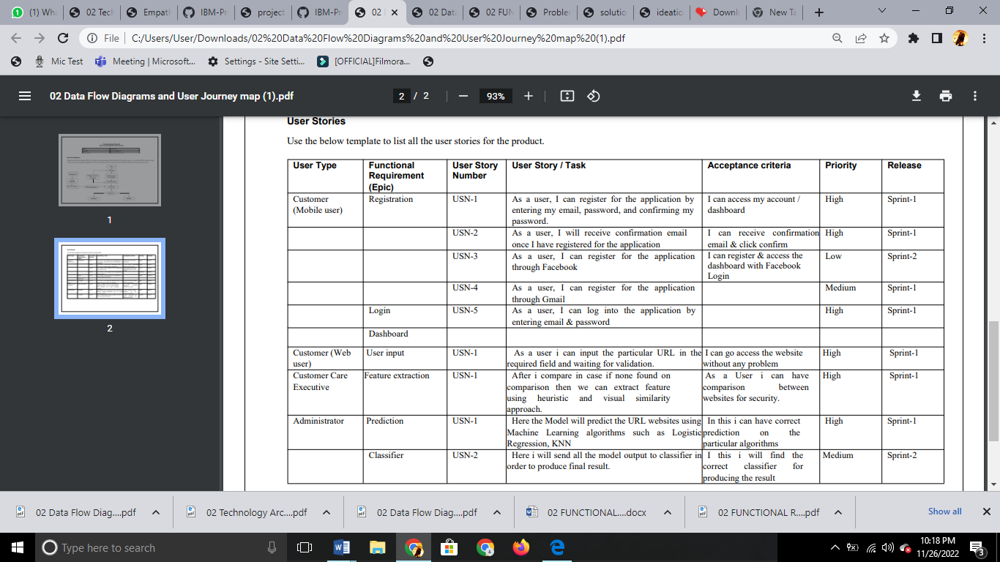 (1) Wha
02 Tech
Empath
IBM-Pr
project
IBM-Pr
02 D
02 Data
02 FUN
Problem
solutio
ideatio
Downl
New Ta
File
C:/Users/User/Downloads/02%20Data%20Flow%20Diagrams%20and%20User%20Journey%20map%20(1).pdf
Mic Test
Meeting | Microsoft...
Settings - Site Setti...
[OFFICIAL]Filmora...
02 Data Flow Diagrams and User Journey map (1).pdf
2 / 2
93%
1
2
User Stories
Use the below template to list all the user stories for the product.
User Type
Functional
Requirement
(Epic)
User Story
Number
User Story / Task
Acceptance criteria
Priority
Release
Customer
(Mobile user)
Registration
USN-1
As a user, I can register for the application by
entering my email, password, and confirming my
password.
I can access my account /
dashboard
High
Sprint-1
USN-2
As a user, I will receive confirmation email
once I have registered for the application
I can receive confirmation
email & click confirm
High
Sprint-1
USN-3
As a user, I can register for the application
through Facebook
I can register & access the
dashboard with Facebook
Login
Low
Sprint-2
USN-4
As a user, I can register for the application
through Gmail
Medium
Sprint-1
Login
USN-5
As a user, I can log into the application by
entering email & password
High
Sprint-1
Dashboard
Customer (Web
user)
User input
USN-1
As a user i can input the particular URL in the
required field and waiting for validation.
I can go access the website
without any problem
High
Sprint-1
Customer Care
Executive
Feature extraction
USN-1
After i compare in case if none found on
comparison then we can extract feature
using heuristic and visual similarity
approach.
As a User i can have
comparison between
websites for security.
High
Sprint-1
Administrator
Prediction
USN-1
Here the Model will predict the URL websites using
Machine Learning algorithms such as Logistic
Regression, KNN
In this i can have correct
prediction on the
particular algorithms
High
Sprint-1
Classifier
USN-2
Here i will send all the model output to classifier in
order to produce final result.
I this i will find the
correct classifier for
producing the result
Medium
Sprint-2
02 Data Flow Diag....pdf
02 Technology Arc....pdf
02 Data Flow Diag....pdf
02 FUNCTIONAL....docx
02 FUNCTIONAL R....pdf
Show all
Type here to search
10:18 PM
11/26/2022
3